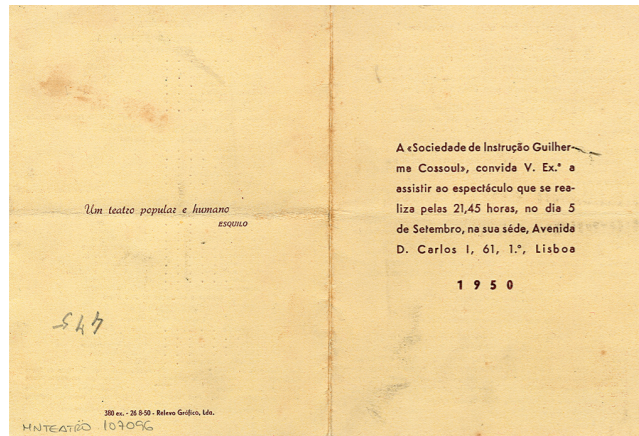 Um teatro popular e humano
ESQUILO
445
380 ex. - 26 8-50 - Relevo Gráfico, Lda.
MNTEATRO 107096
A «Sociedade de Instrução Guilher-
me Cossoul», convida V. Ex.ª a
assistir ao espectáculo que se rea-
liza pelas 21,45 horas, no dia 5
de Setembro, na sua séde, Avenida
D. Carlos I, 61, 1.º, Lisboa
1950